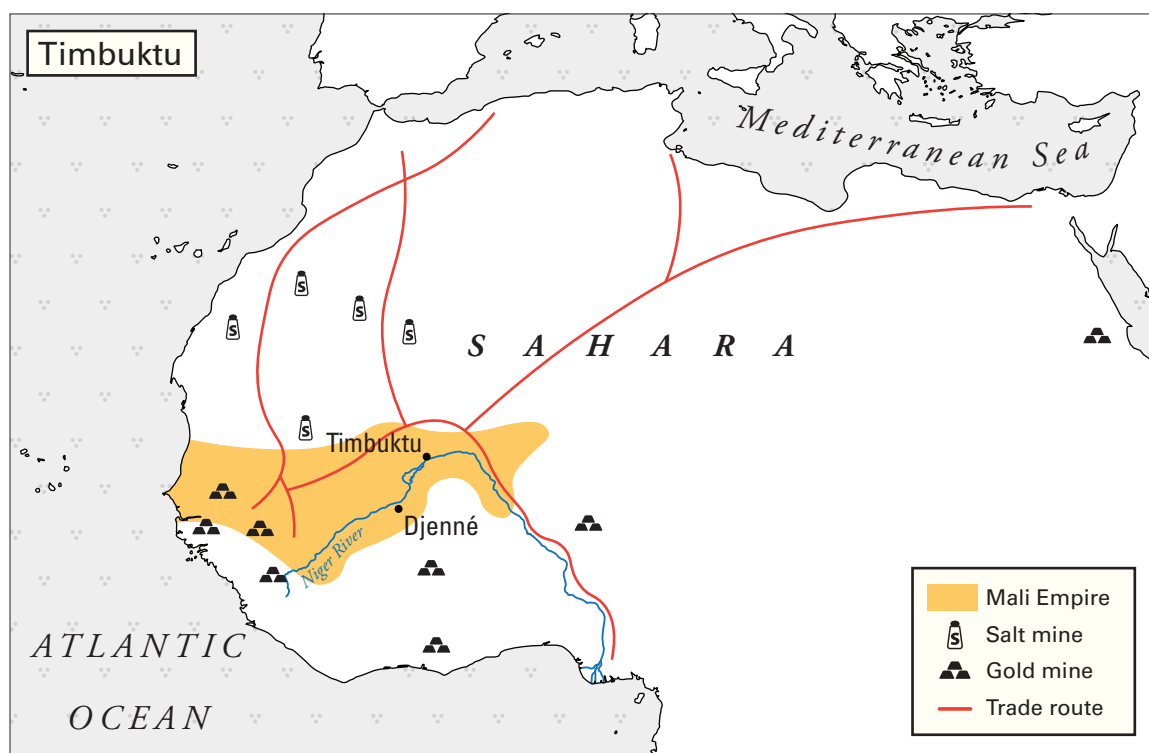 Timbuktu
Mediterranean Sea
S A H A R A
Timbuktu
Djenné
Niger River
ATLANTIC
OCEAN
Mali Empire
S Salt mine
Gold mine
Trade route
S
S
S
S
S